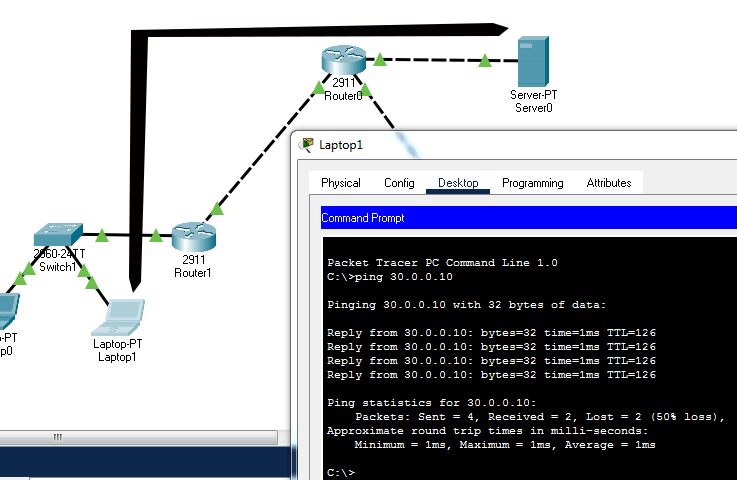 2911
Router0
Server-PT
Server0
Laptop1
Physical Config Desktop Programming Attributes
Command Prompt
Packet Tracer PC Command Line 1.0
C:\>ping 30.0.0.10
Pinging 30.0.0.10 with 32 bytes of data:
Reply from 30.0.0.10: bytes=32 time=1ms TTL=126
Reply from 30.0.0.10: bytes=32 time=1ms TTL=126
Reply from 30.0.0.10: bytes=32 time=1ms TTL=126
Reply from 30.0.0.10: bytes=32 time=1ms TTL=126
Ping statistics for 30.0.0.10:
Packets: Sent = 4, Received = 2, Lost = 2 (50% loss),
Approximate round trip times in milli-seconds:
Minimum = 1ms, Maximum = 1ms, Average = 1ms
C:\>
2960-24TT
Switch1
2911
Router1
-PT
p0
Laptop-PT
Laptop1